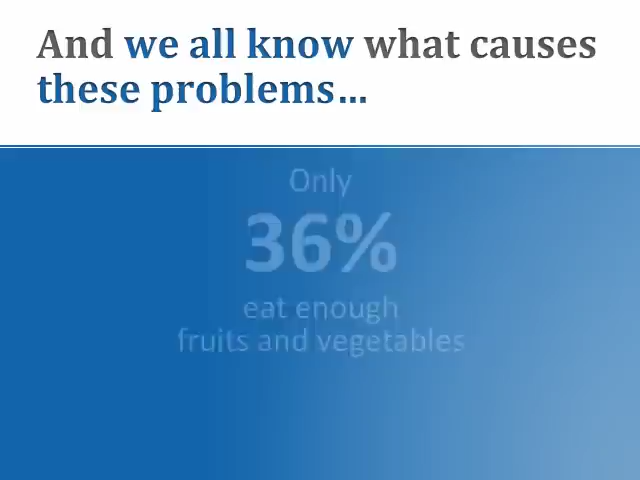 And we all know what causes
these problems...
Only
36%
eat enough
fruits and vegetables